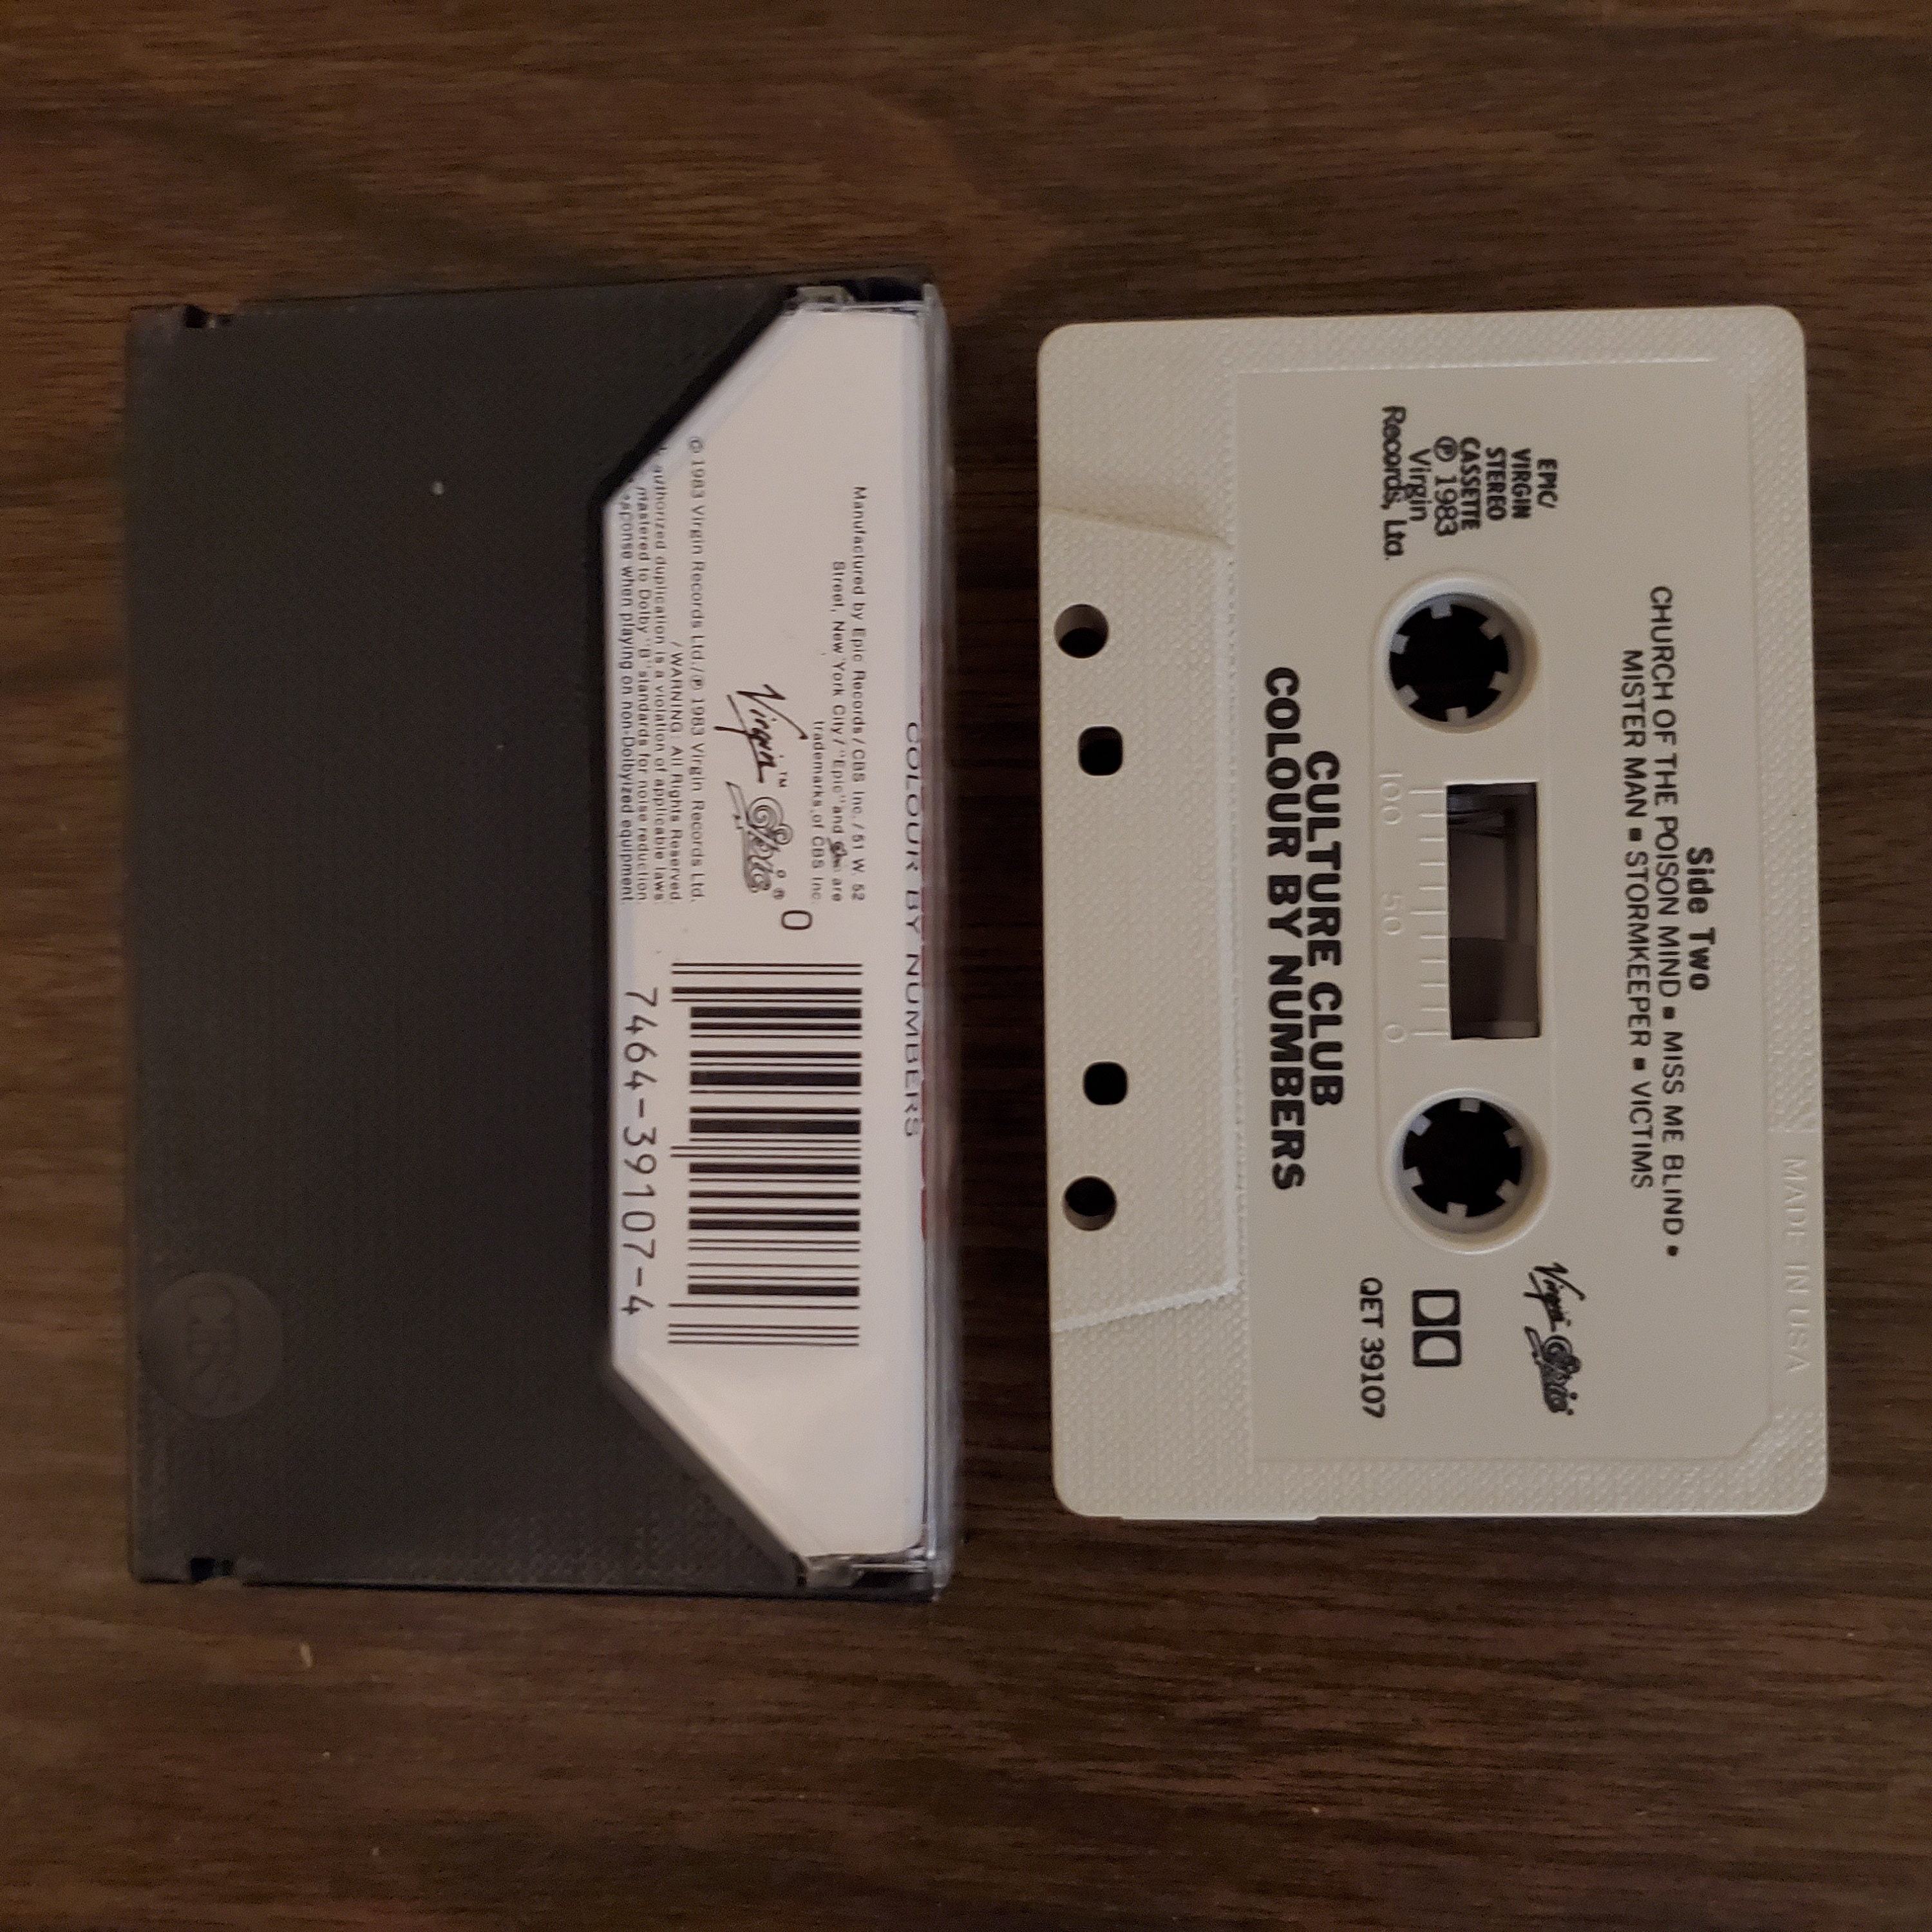 COLOUR BY NUMBERS
Manufactured by Epic Records / CBS Inc. / 51 W. 52
Street, New York City / "Epic" and are
trademarks of CBS Inc.
Virgin™ Epic®
© 1983 Virgin Records Ltd. / ℗ 1983 Virgin Records Ltd.
/ WARNING: All Rights Reserved.
authorized duplication is a violation of applicable laws
mastered to Dolby "B" standards for noise reduction
when playing on non-Dolbyized equipment
0
7464-39107-4
CBS
Side Two
CHURCH OF THE POISON MIND ▪ MISS ME BLIND •
MISTER MAN ▪ STORMKEEPER ▪ VICTIMS
EPIC/
VIRGIN
STEREO
CASSETTE
℗ 1983
Virgin
Records, Ltd.
Virgin Epic
QET 39107
100 50 0
CULTURE CLUB
COLOUR BY NUMBERS
MADE IN USA